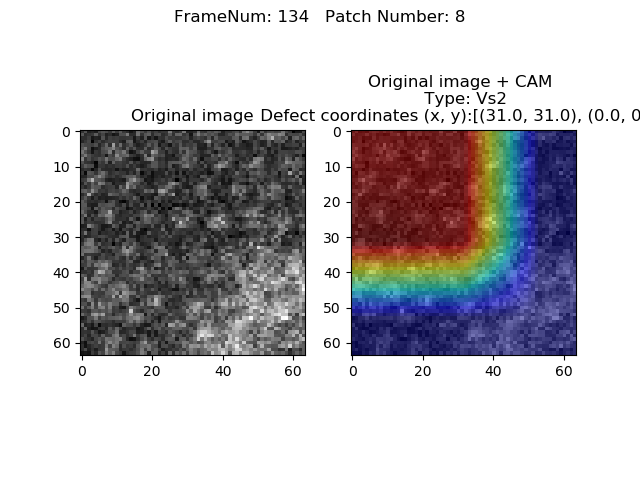 FrameNum: 134   Patch Number: 8
Original image + CAM
Type: Vs2
Original image Defect coordinates (x, y):[(31.0, 31.0), (0.0, 0
0
10
20
30
40
50
60
0 20 40 60
0
10
20
30
40
50
60
0 20 40 60